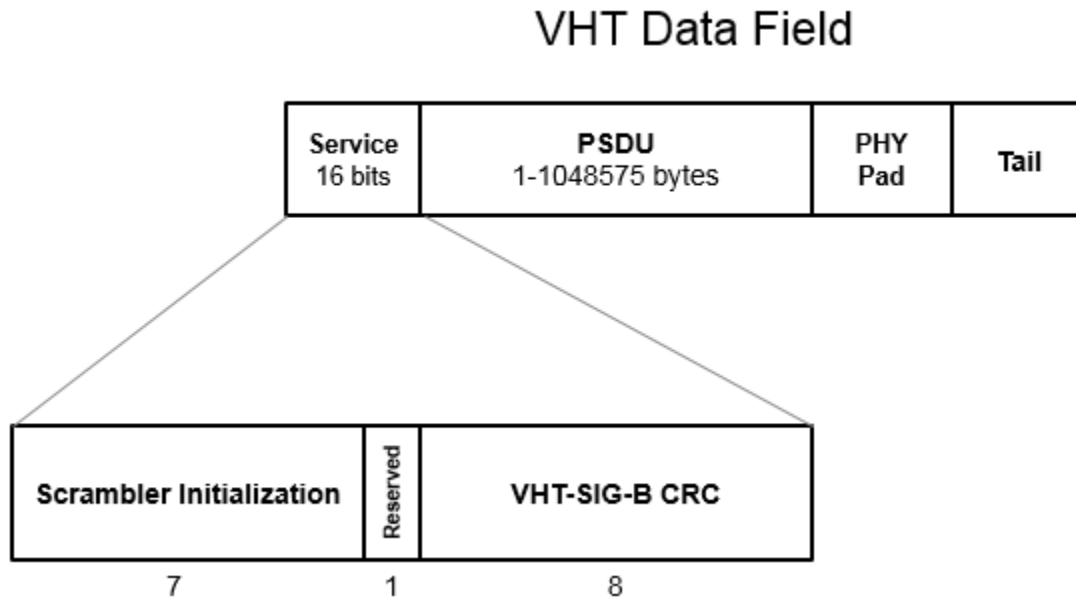 VHT Data Field
Service
16 bits
PSDU
1-1048575 bytes
PHY
Pad
Tail
Scrambler Initialization
Reserved
VHT-SIG-B CRC
7
1
8